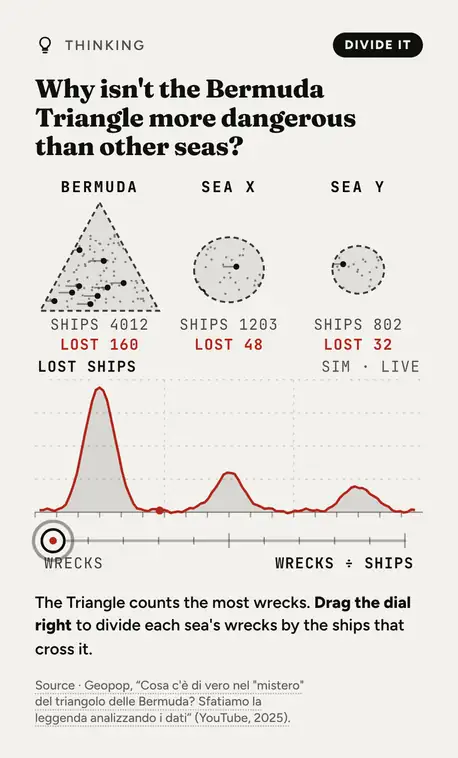 THINKING
DIVIDE IT
Why isn't the Bermuda
Triangle more dangerous
than other seas?
BERMUDA SEA X SEA Y
SHIPS 4012 SHIPS 1203 SHIPS 802
LOST 160 LOST 48 LOST 32
LOST SHIPS SIM · LIVE
WRECKS WRECKS ÷ SHIPS
The Triangle counts the most wrecks. Drag the dial
right to divide each sea's wrecks by the ships that
cross it.
Source · Geopop, “Cosa c'è di vero nel "mistero"
del triangolo delle Bermuda? Sfatiamo la
leggenda analizzando i dati” (YouTube, 2025).